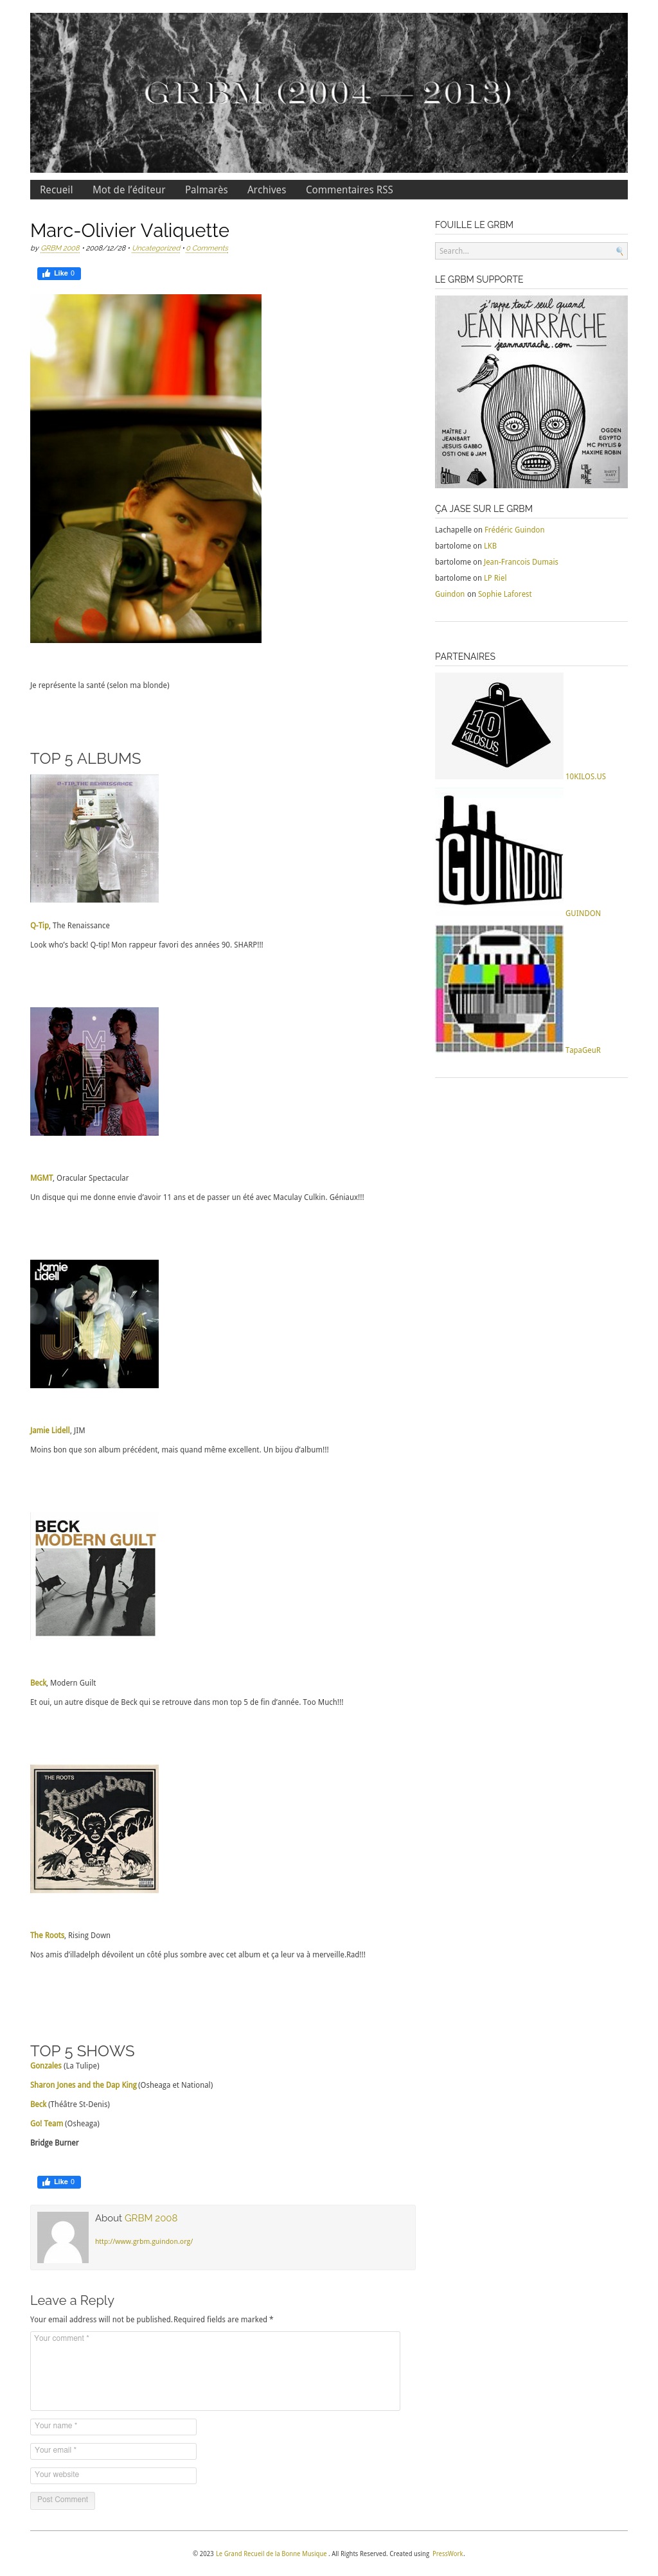 GRBM (2004 — 2013)
Recueil Mot de l'éditeur Palmarès Archives Commentaires RSS
Marc-Olivier Valiquette
by GRBM 2008 • 2008/12/28 • Uncategorized • 0 Comments
Like 0
Je représente la santé (selon ma blonde)
TOP 5 ALBUMS
Q-TIP, THE RENAISSANCE
Q-Tip, The Renaissance
Look who's back! Q-tip! Mon rappeur favori des années 90. SHARP!!!
MGMT
MGMT, Oracular Spectacular
Un disque qui me donne envie d'avoir 11 ans et de passer un été avec Maculay Culkin. Géniaux!!!
Jamie
Lidell
JIM
Jamie Lidell, JIM
Moins bon que son album précédent, mais quand même excellent. Un bijou d'album!!!
BECK
MODERN GUILT
Beck, Modern Guilt
Et oui, un autre disque de Beck qui se retrouve dans mon top 5 de fin d'année. Too Much!!!
THE ROOTS
RISING DOWN
The Roots, Rising Down
Nos amis d'illadelph dévoilent un côté plus sombre avec cet album et ça leur va à merveille.Rad!!!
TOP 5 SHOWS
Gonzales (La Tulipe)
Sharon Jones and the Dap King (Osheaga et National)
Beck (Théâtre St-Denis)
Go! Team (Osheaga)
Bridge Burner
Like 0
About GRBM 2008
http://www.grbm.guindon.org/
Leave a Reply
Your email address will not be published. Required fields are marked *
Your comment *
Your name *
Your email *
Your website
Post Comment
FOUILLE LE GRBM
Search...
LE GRBM SUPPORTE
j'rappe tout seul quand
JEAN NARRACHE
jeannarrache.com
MAÎTRE J
JEANBART
JESUIS GABBO
OSTI ONE & JAM
OGDEN
EGYPTO
MC PHYLIS &
MAXIME ROBIN
ÇA JASE SUR LE GRBM
Lachapelle on Frédéric Guindon
bartolome on LKB
bartolome on Jean-Francois Dumais
bartolome on LP Riel
Guindon on Sophie Laforest
PARTENAIRES
10
KILOS.US
10KILOS.US
GUINDON
GUINDON
TapaGeuR
© 2023 Le Grand Recueil de la Bonne Musique . All Rights Reserved. Created using PressWork.